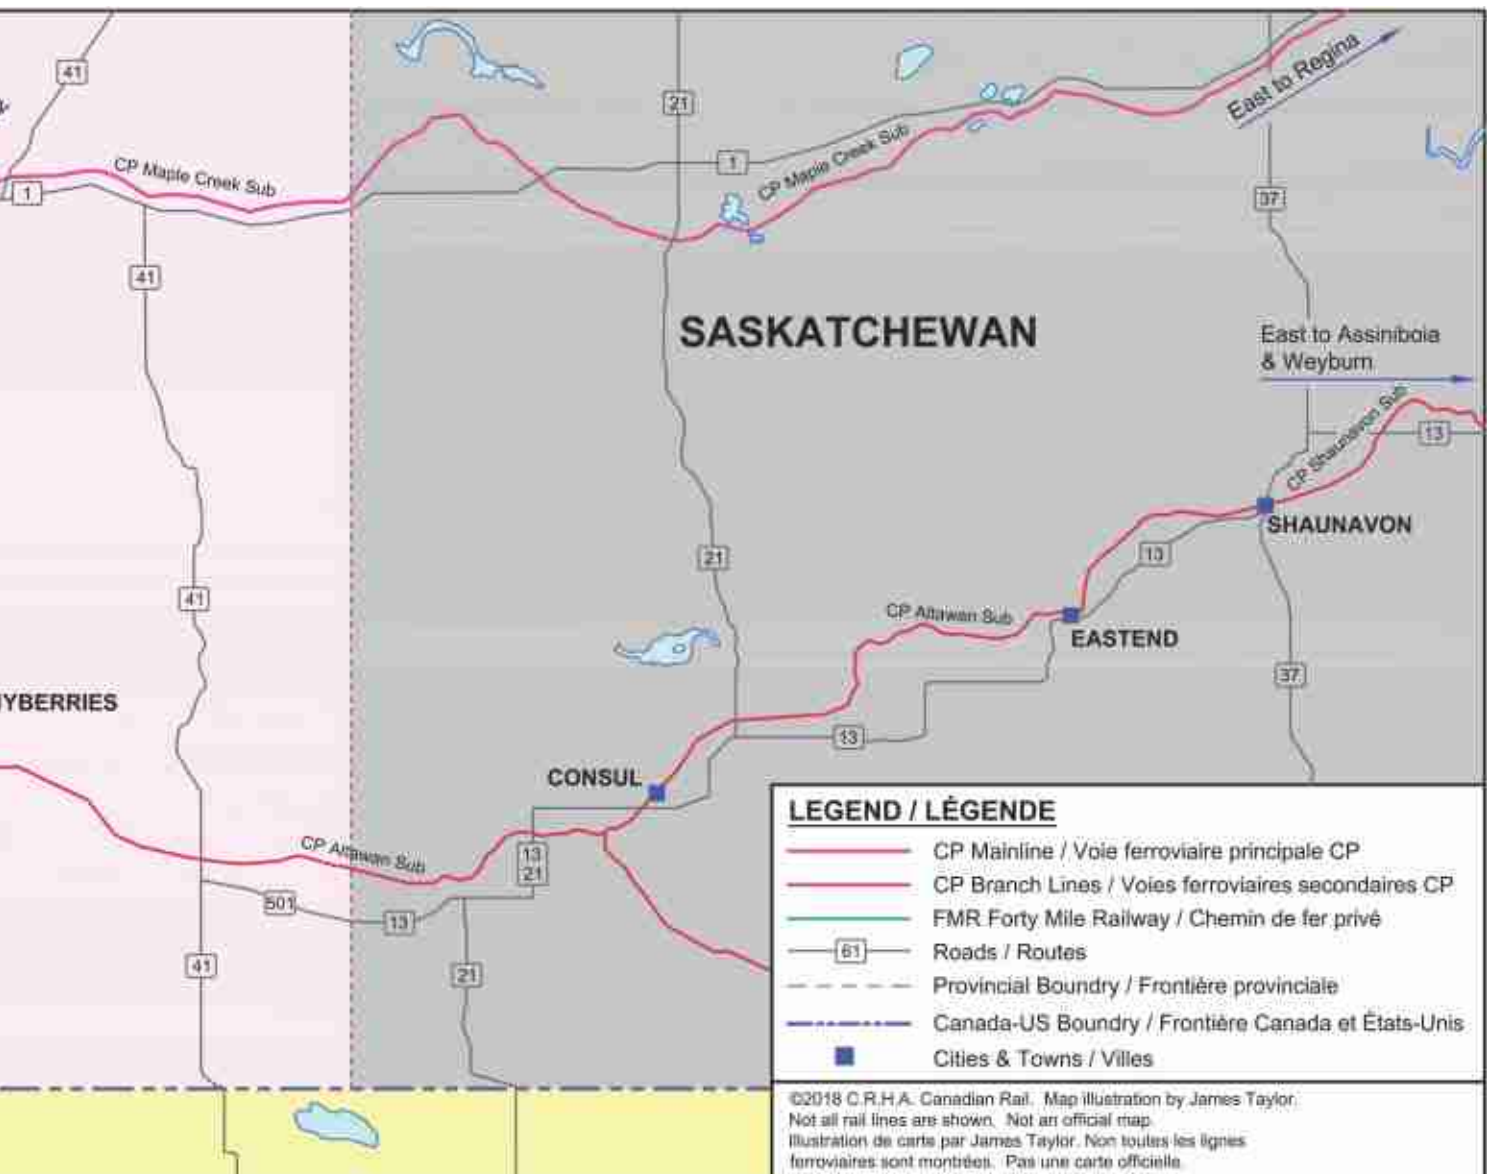 41
21
East to Regina
1
CP Maple Creek Sub
CP Maple Creek Sub
1
37
41
SASKATCHEWAN
East to Assiniboia
& Weyburn
CP Shaunavon Sub
13
SHAUNAVON
21
13
41
CP Altawan Sub
EASTEND
37
YBERRIES
13
CONSUL
CP Altawan Sub
13
21
501
13
41
21
LEGEND / LÉGENDE
CP Mainline / Voie ferroviaire principale CP
CP Branch Lines / Voies ferroviaires secondaires CP
FMR Forty Mile Railway / Chemin de fer privé
61 Roads / Routes
Provincial Boundry / Frontière provinciale
Canada-US Boundry / Frontière Canada et États-Unis
Cities & Towns / Villes
©2018 C.R.H.A. Canadian Rail. Map illustration by James Taylor.
Not all rail lines are shown. Not an official map.
Illustration de carte par James Taylor. Non toutes les lignes
ferroviaires sont montrées. Pas une carte officielle.